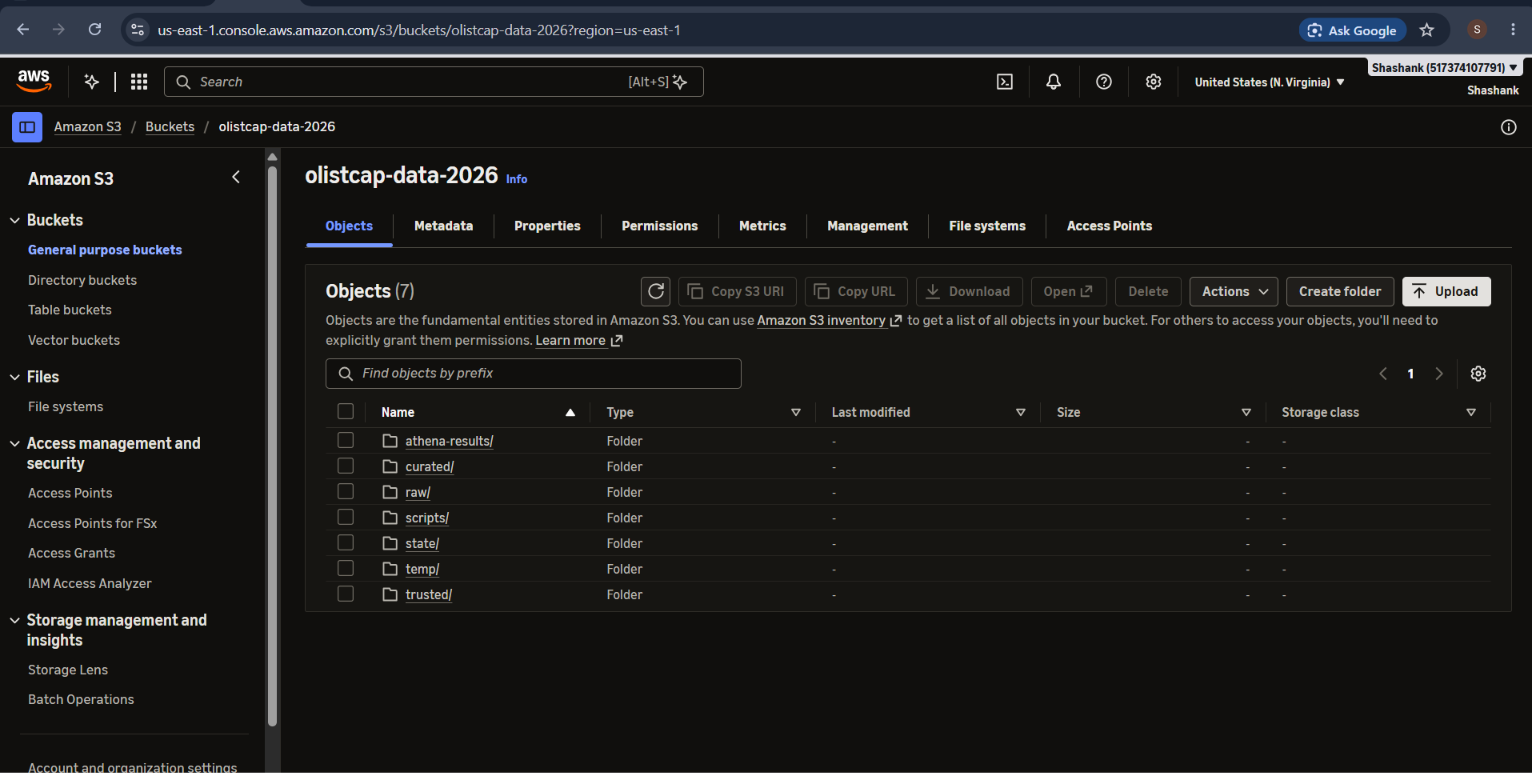 us-east-1.console.aws.amazon.com/s3/buckets/olistcap-data-2026?region=us-east-1
Ask Google
S
aws
Search
[Alt+S]
United States (N. Virginia)
Shashank (517374107791)
Shashank
Amazon S3 / Buckets / olistcap-data-2026
Amazon S3
Buckets
General purpose buckets
Directory buckets
Table buckets
Vector buckets
Files
File systems
Access management and
security
Access Points
Access Points for FSx
Access Grants
IAM Access Analyzer
Storage management and
insights
Storage Lens
Batch Operations
Account and organization settings
olistcap-data-2026 Info
Objects Metadata Properties Permissions Metrics Management File systems Access Points
Objects (7)
Copy S3 URI Copy URL Download Open Delete Actions Create folder Upload
Objects are the fundamental entities stored in Amazon S3. You can use Amazon S3 inventory to get a list of all objects in your bucket. For others to access your objects, you'll need to
explicitly grant them permissions. Learn more
Find objects by prefix
1
Name Type Last modified Size Storage class
athena-results/ Folder - - -
curated/ Folder - - -
raw/ Folder - - -
scripts/ Folder - - -
state/ Folder - - -
temp/ Folder - - -
trusted/ Folder - - -